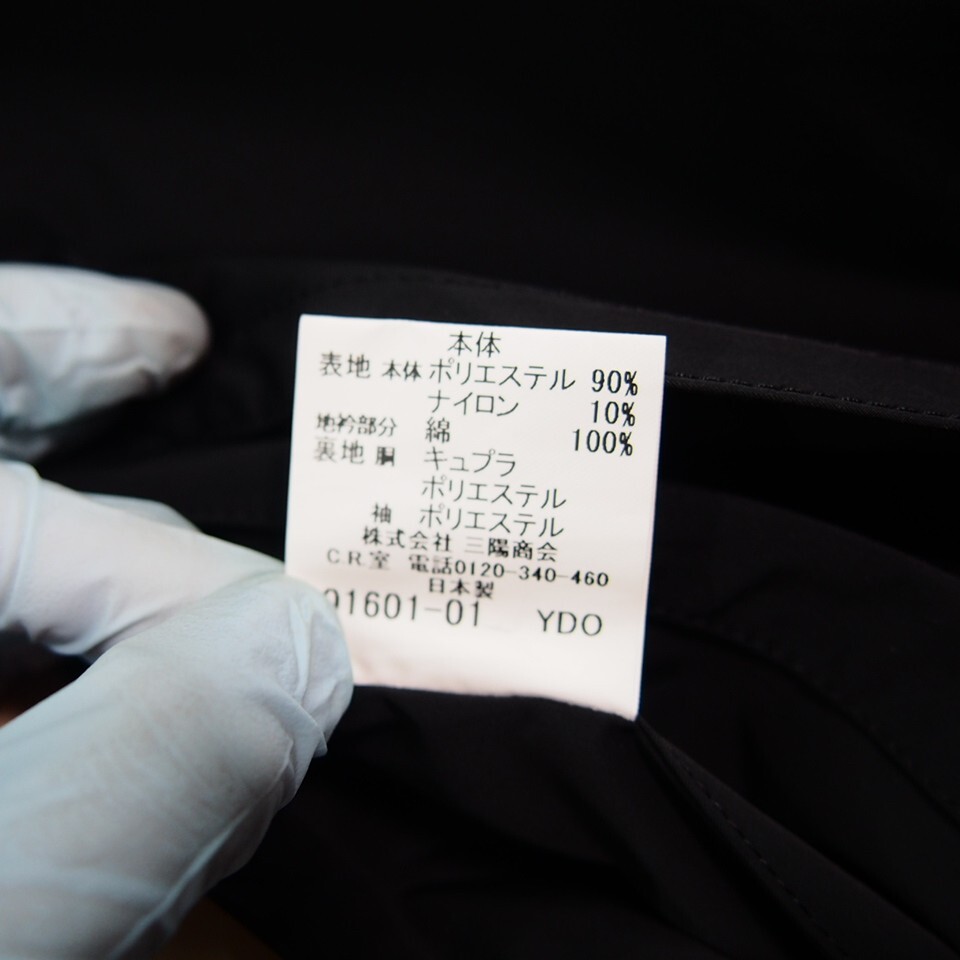 本体
表地 本体 ポリエステル 90%
ナイロン 10%
地衿部分 綿 100%
裏地 胴 キュプラ
ポリエステル
袖 ポリエステル
株式会社 三陽商会
C.R.室 電話0120-340-460
日本製
01601-01 YDO